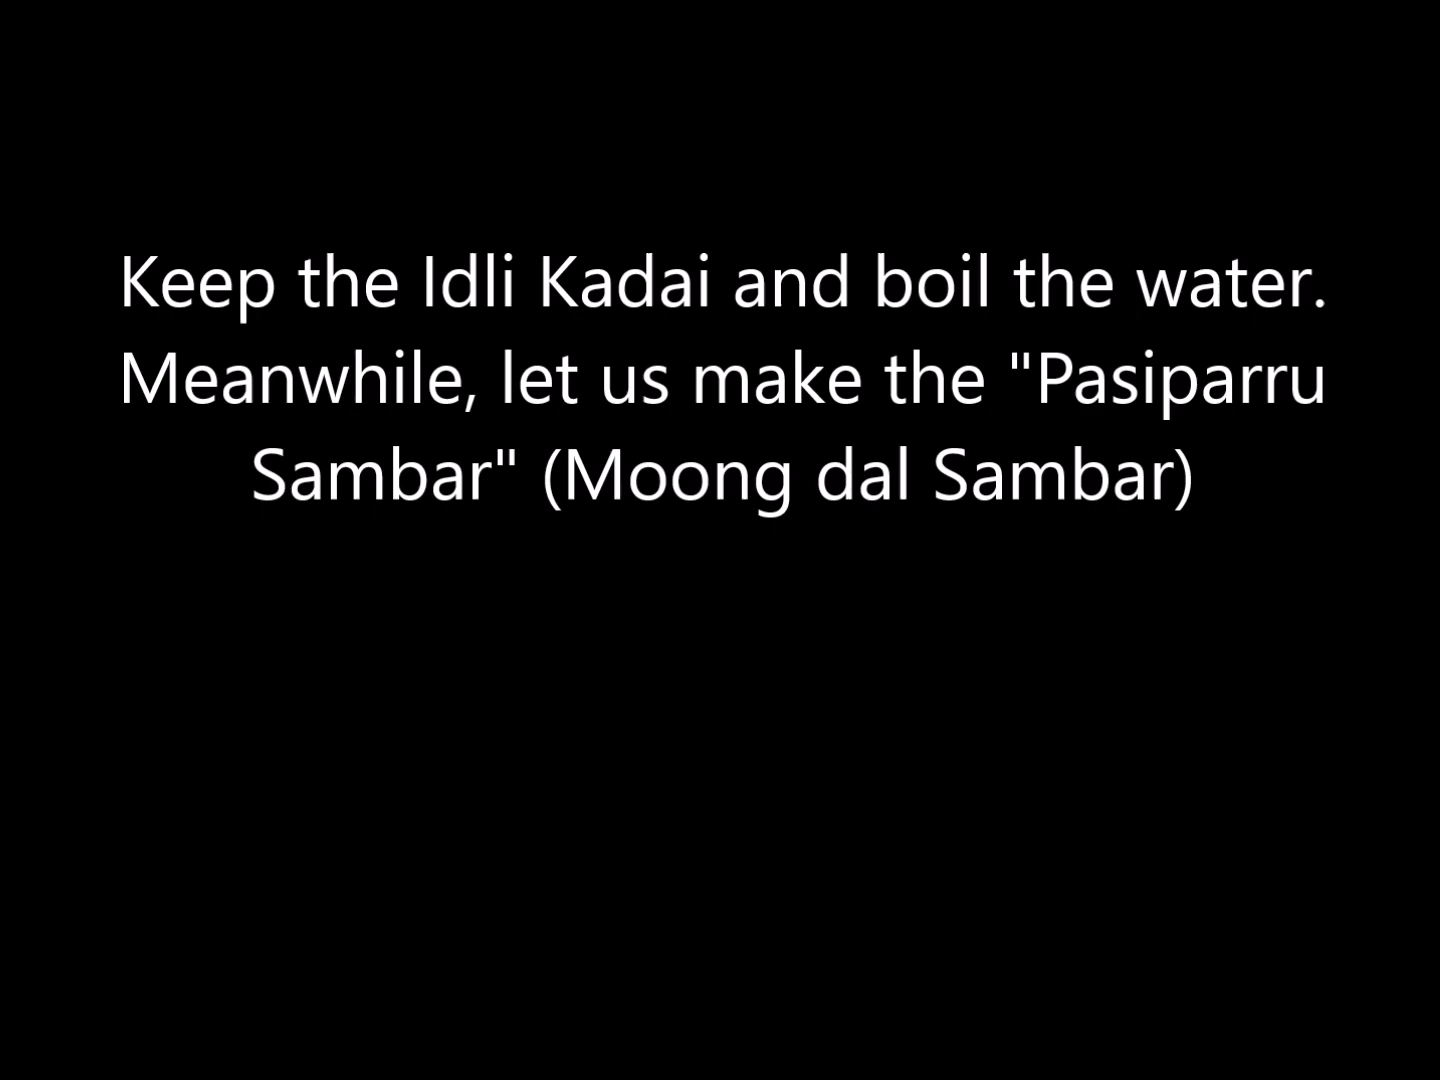 Keep the Idli Kadai and boil the water.
Meanwhile, let us make the "Pasiparru
Sambar" (Moong dal Sambar)